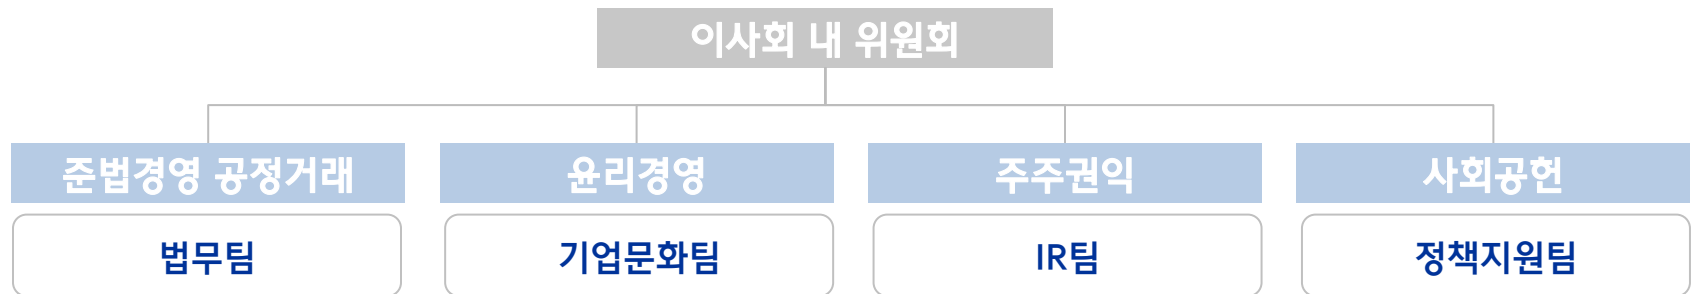 이사회 내 위원회
준법경영 공정거래
윤리경영
주주권익
사회공헌
법무팀
기업문화팀
IR팀
정책지원팀